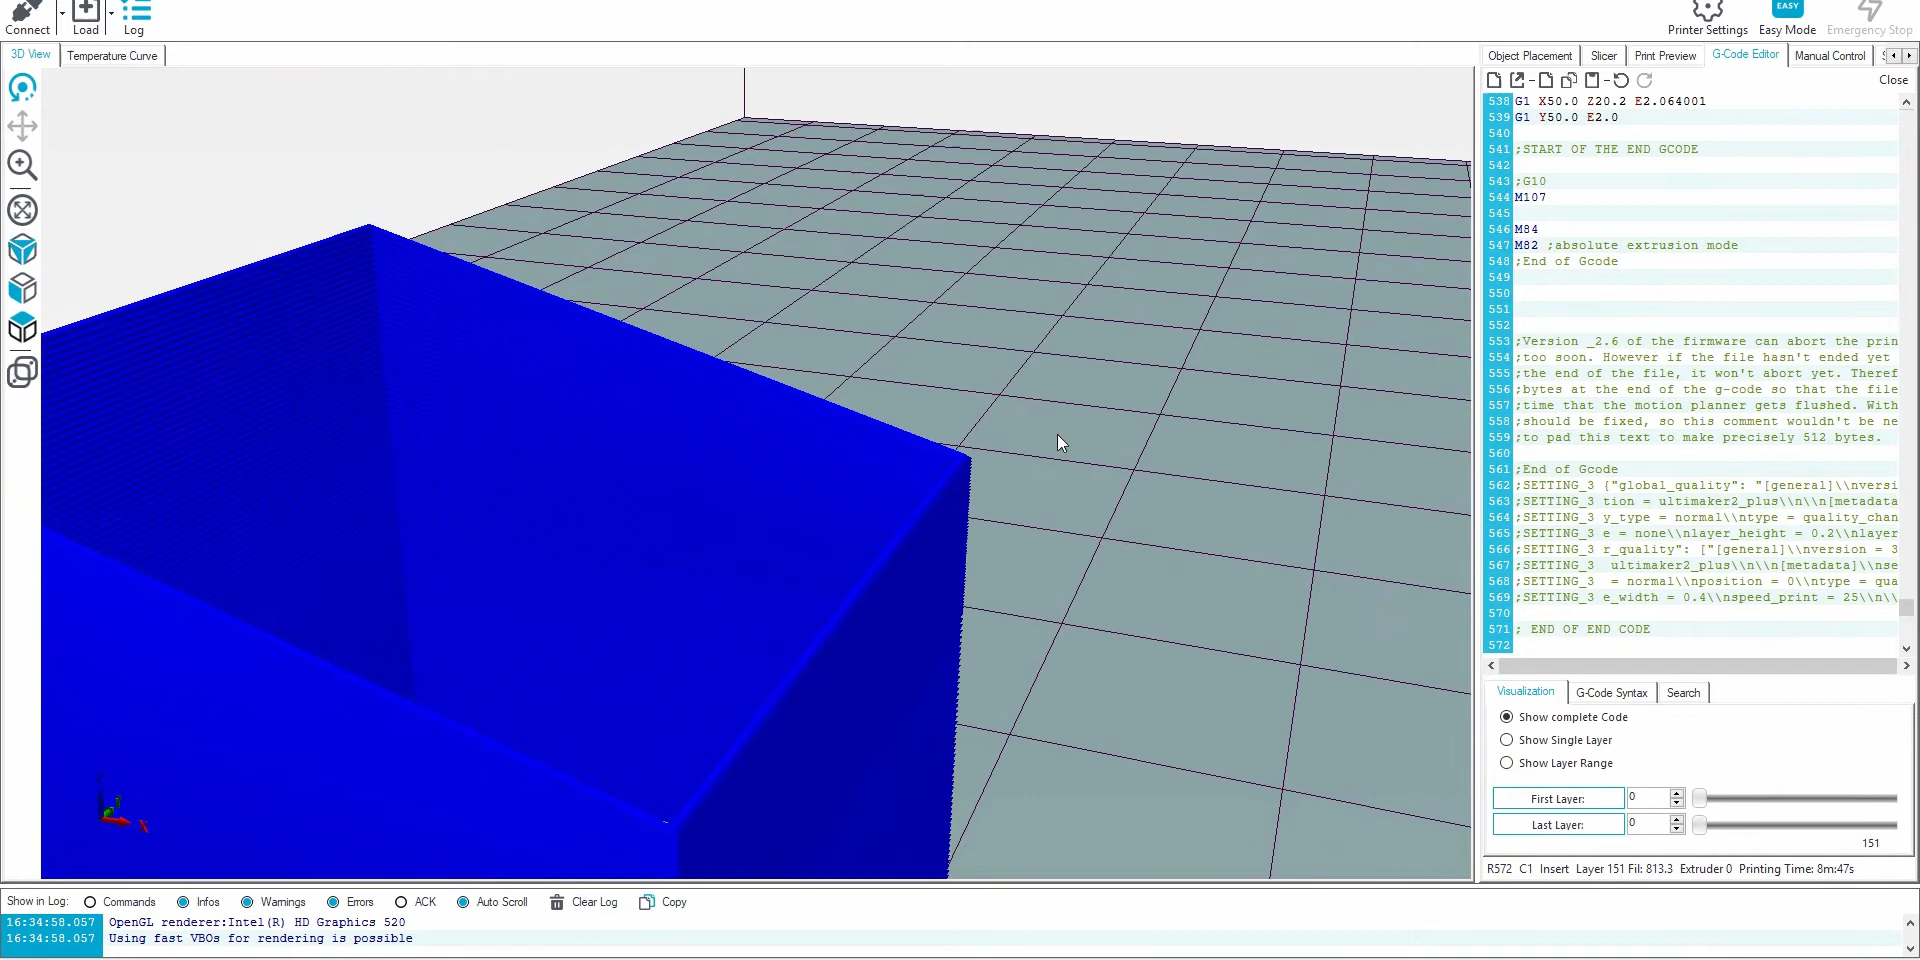 Connect
Load
Log
Printer Settings
EASY
Easy Mode
Emergency Stop
3D View
Temperature Curve
Object Placement
Slicer
Print Preview
G-Code Editor
Manual Control
Close
538 G1 X50.0 Z20.2 E2.064001
539 G1 Y50.0 E2.0
540
541 ;START OF THE END GCODE
542
543 ;G10
544 M107
545
546 M84
547 M82 ;absolute extrusion mode
548 ;End of Gcode
549
550
551
552
553 ;Version _2.6 of the firmware can abort the prin
554 ;too soon. However if the file hasn't ended yet
555 ;the end of the file, it won't abort yet. Theref
556 ;bytes at the end of the g-code so that the file
557 ;time that the motion planner gets flushed. With
558 ;should be fixed, so this comment wouldn't be ne
559 ;to pad this text to make precisely 512 bytes.
560
561 ;End of Gcode
562 ;SETTING_3 {"global_quality": "[general]\\nversi
563 ;SETTING_3 tion = ultimaker2_plus\\n\\n[metadata
564 ;SETTING_3 y_type = normal\\ntype = quality_chan
565 ;SETTING_3 e = none\\nlayer_height = 0.2\\nlayer
566 ;SETTING_3 r_quality": ["[general]\\nversion = 3
567 ;SETTING_3  ultimaker2_plus\\n\\n[metadata]\\nse
568 ;SETTING_3  = normal\\nposition = 0\\ntype = qua
569 ;SETTING_3 e_width = 0.4\\nspeed_print = 25\\n\\
570
571 ; END OF END CODE
572
Visualization
G-Code Syntax
Search
Show complete Code
Show Single Layer
Show Layer Range
First Layer: 0
Last Layer: 0
151
R572 C1 Insert Layer 151 Fil: 813.3 Extruder 0 Printing Time: 8m:47s
X
Show in Log: Commands Infos Warnings Errors ACK Auto Scroll Clear Log Copy
16:34:58.057 OpenGL renderer:Intel(R) HD Graphics 520
16:34:58.057 Using fast VBOs for rendering is possible